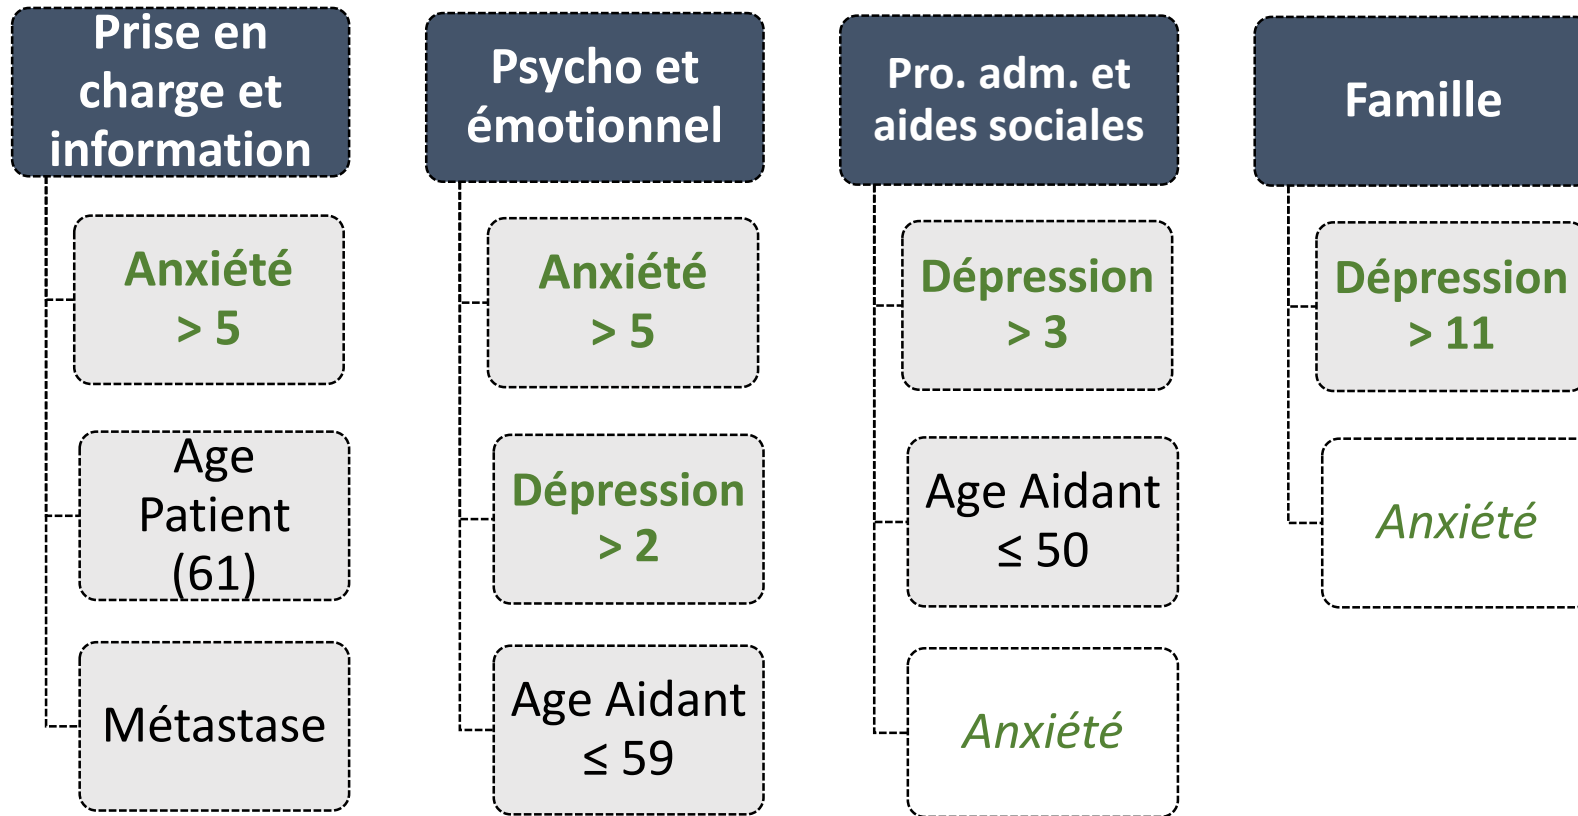 Prise en
charge et
information
Anxiété
> 5
Age
Patient
(61)
Métastase
Psycho et
émotionnel
Anxiété
> 5
Dépression
> 2
Age Aidant
≤ 59
Pro. adm. et
aides sociales
Dépression
> 3
Age Aidant
≤ 50
Anxiété
Famille
Dépression
> 11
Anxiété